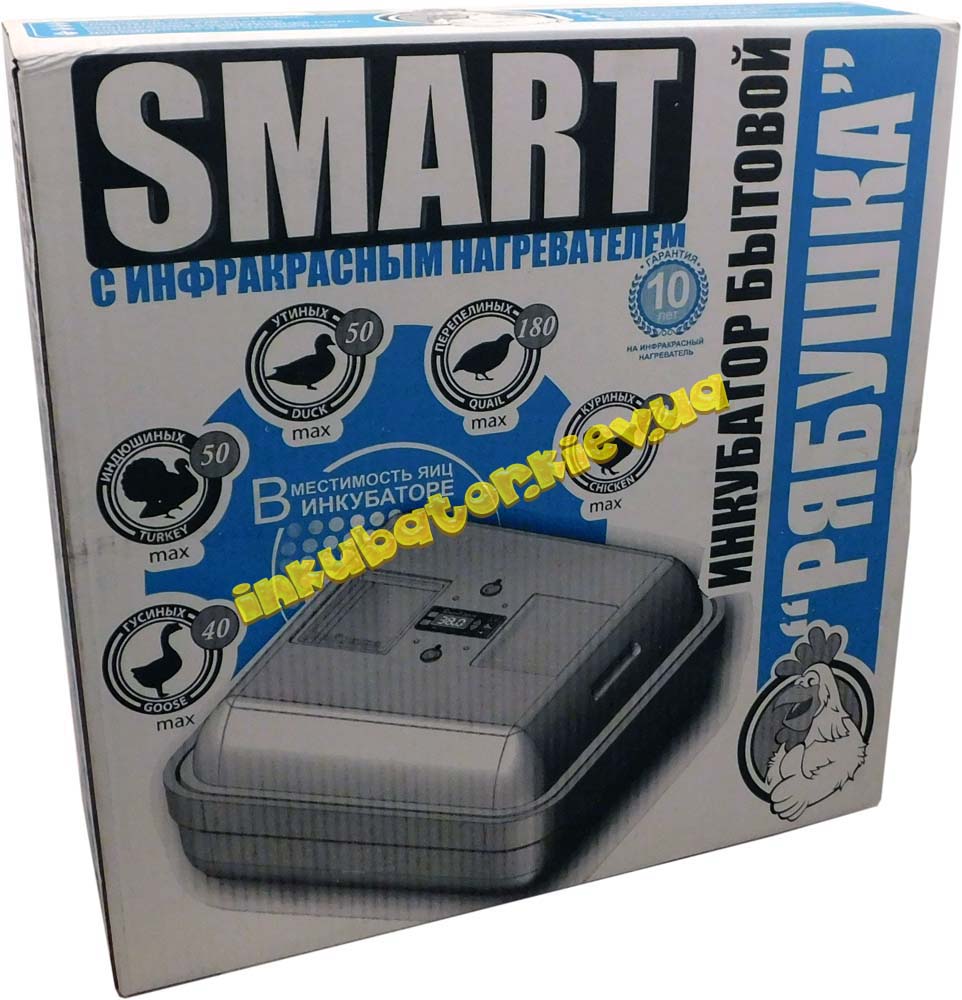 SMART
С ИНФРАКРАСНЫМ НАГРЕВАТЕЛЕМ
ГАРАНТИЯ
10
лет
НА ИНФРАКРАСНЫЙ
НАГРЕВАТЕЛЬ
ИНКУБАТОР БЫТОВОЙ
"РЯБУШКА"
УТИНЫХ
50
DUCK
max
ПЕРЕПЕЛИНЫХ
180
QUAIL
max
КУРИНЫХ
CHICKEN
max
ИНДЮШИНЫХ
50
TURKEY
max
ГУСИНЫХ
40
GOOSE
max
ВМЕСТИМОСТЬ ЯИЦ
В ИНКУБАТОРЕ
inkubator.kiev.ua
38.0